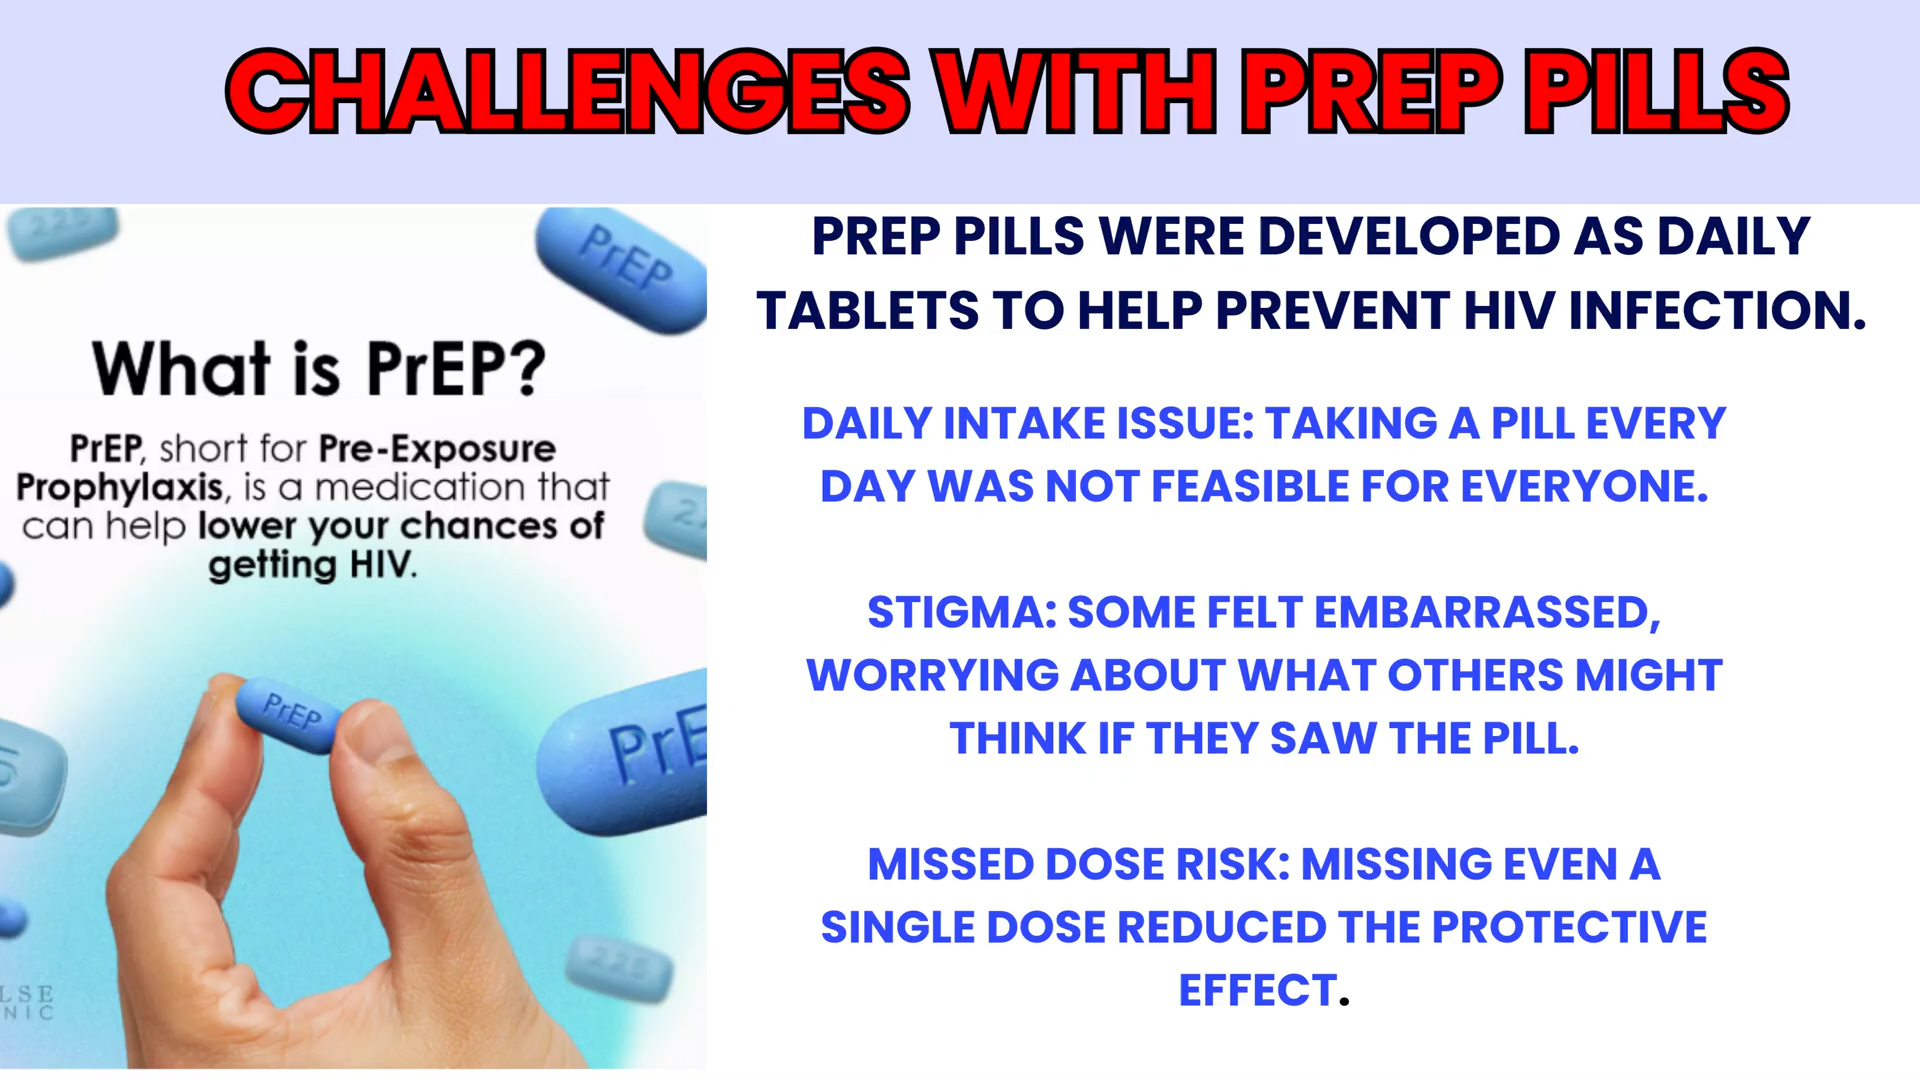 CHALLENGES WITH PREP PILLS
225
PrEP
What is PrEP?
PrEP, short for Pre-Exposure
Prophylaxis, is a medication that
can help lower your chances of
getting HIV.
PrEP
PrE
225
LSE
NIC
PREP PILLS WERE DEVELOPED AS DAILY
TABLETS TO HELP PREVENT HIV INFECTION.
DAILY INTAKE ISSUE: TAKING A PILL EVERY
DAY WAS NOT FEASIBLE FOR EVERYONE.
STIGMA: SOME FELT EMBARRASSED,
WORRYING ABOUT WHAT OTHERS MIGHT
THINK IF THEY SAW THE PILL.
MISSED DOSE RISK: MISSING EVEN A
SINGLE DOSE REDUCED THE PROTECTIVE
EFFECT.